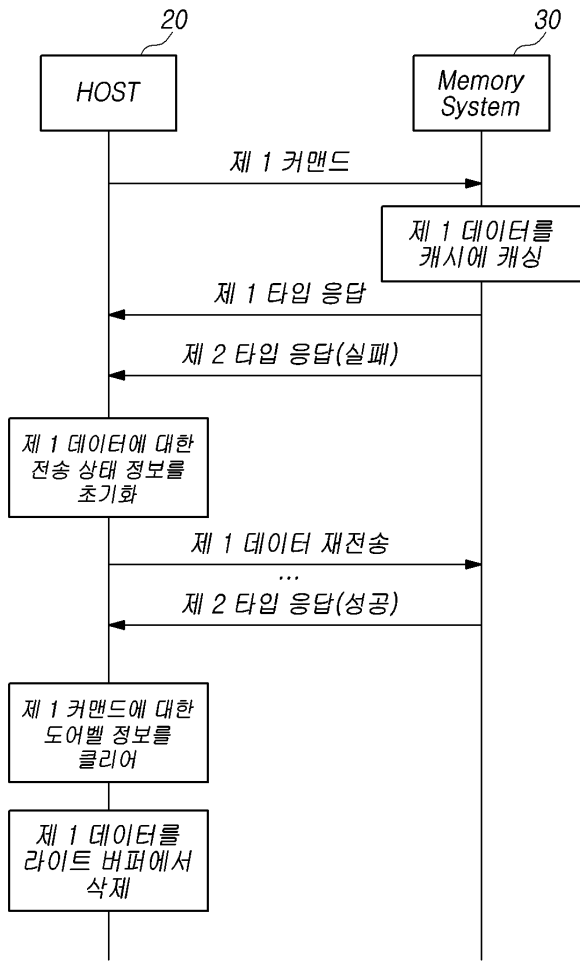 20
30
HOST
Memory
System
제 1 커맨드
제 1 데이터를
캐시에 캐싱
제 1 타입 응답
제 2 타입 응답(실패)
제 1 데이터에 대한
전송 상태 정보를
초기화
제 1 데이터 재전송
...
제 2 타입 응답(성공)
제 1 커맨드에 대한
도어벨 정보를
클리어
제 1 데이터를
라이트 버퍼에서
삭제